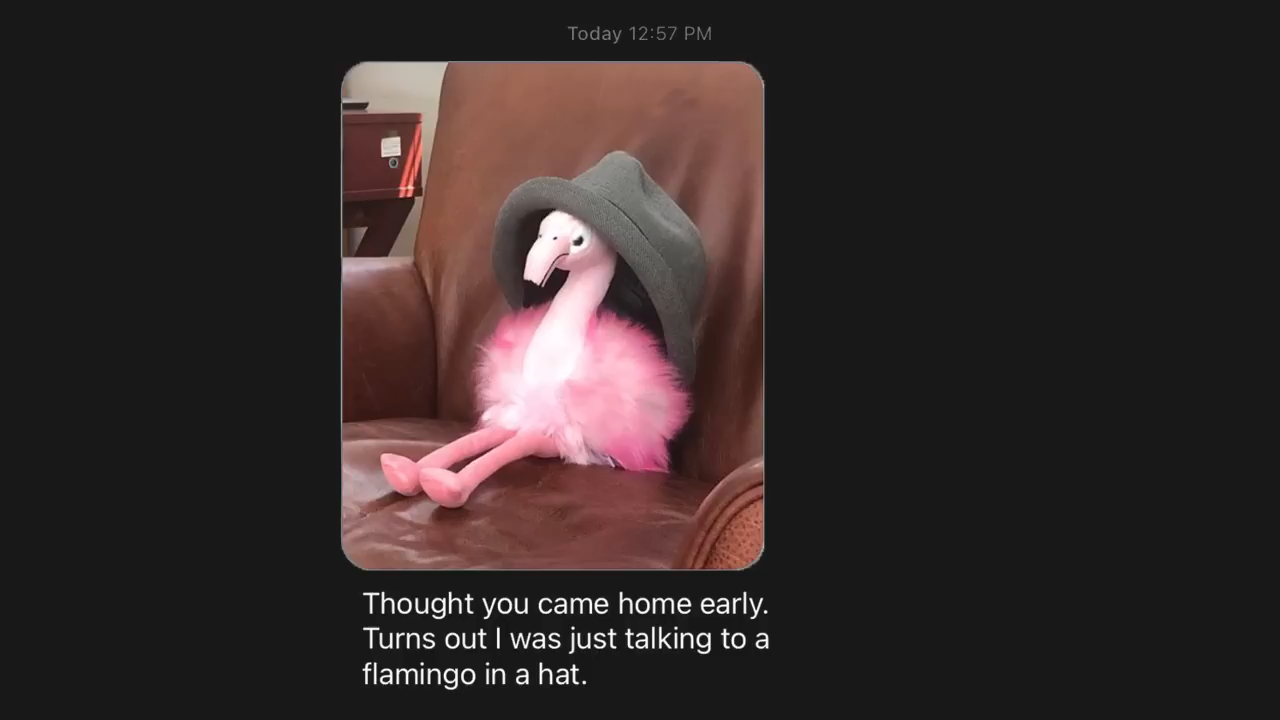 Today 12:57 PM
Thought you came home early.
Turns out I was just talking to a
flamingo in a hat.